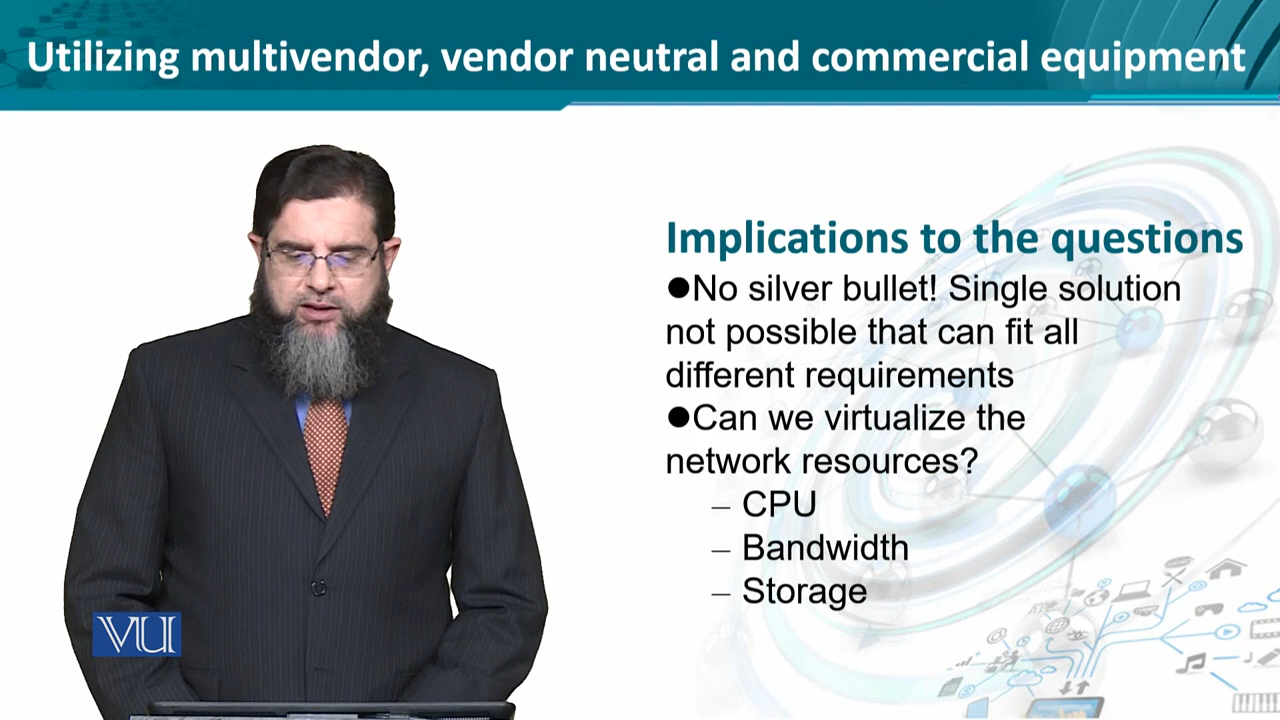 Utilizing multivendor, vendor neutral and commercial equipment
Implications to the questions
●No silver bullet! Single solution
not possible that can fit all
different requirements
●Can we virtualize the
network resources?
– CPU
– Bandwidth
– Storage
VU